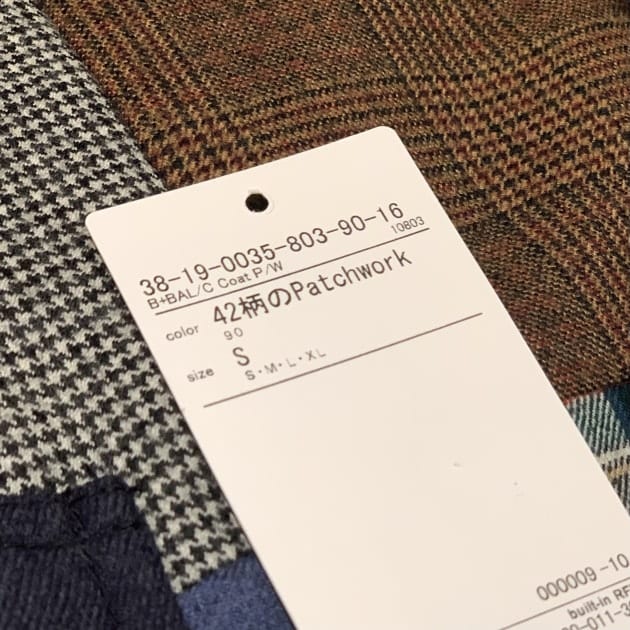 38-19-0035-803-90-16
B+BAL/C Coat P/W 10803
color 42柄のPatchwork
90
size S
S・M・L・XL
000009-10
built-in RF